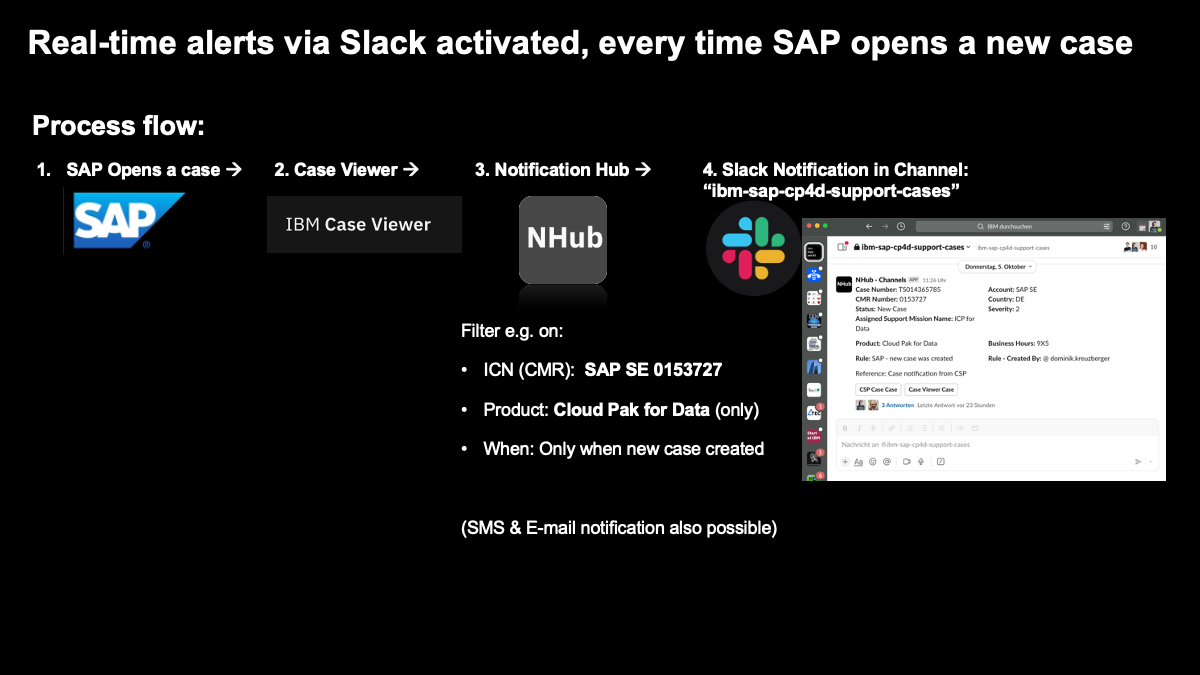 Real-time alerts via Slack activated, every time SAP opens a new case
Process flow:
1. SAP Opens a case →
SAP
®
2. Case Viewer →
IBM Case Viewer
3. Notification Hub →
NHub
Filter e.g. on:
• ICN (CMR): SAP SE 0153727
• Product: Cloud Pak for Data (only)
• When: Only when new case created
(SMS & E-mail notification also possible)
4. Slack Notification in Channel:
“ibm-sap-cp4d-support-cases”
IBM durchsuchen
ibm-sap-cp4d-support-cases
ibm-sap-cp4d-support-cases
10
Donnerstag, 5. Oktober
NHub
NHub - Channels APP 11:26 Uhr
Case Number: TS014365785 Account: SAP SE
CMR Number: 0153727 Country: DE
Status: New Case Severity: 2
Assigned Support Mission Name: ICP for
Data
Product: Cloud Pak for Data Business Hours: 9X5
Rule: SAP - new case was created Rule - Created By: @ dominik.kreuzberger
Reference: Case notification from CSP
CSP Case Case Case Viewer Case
3 Antworten Letzte Antwort vor 23 Stunden
B I S
Nachricht an ibm-sap-cp4d-support-cases
Aa